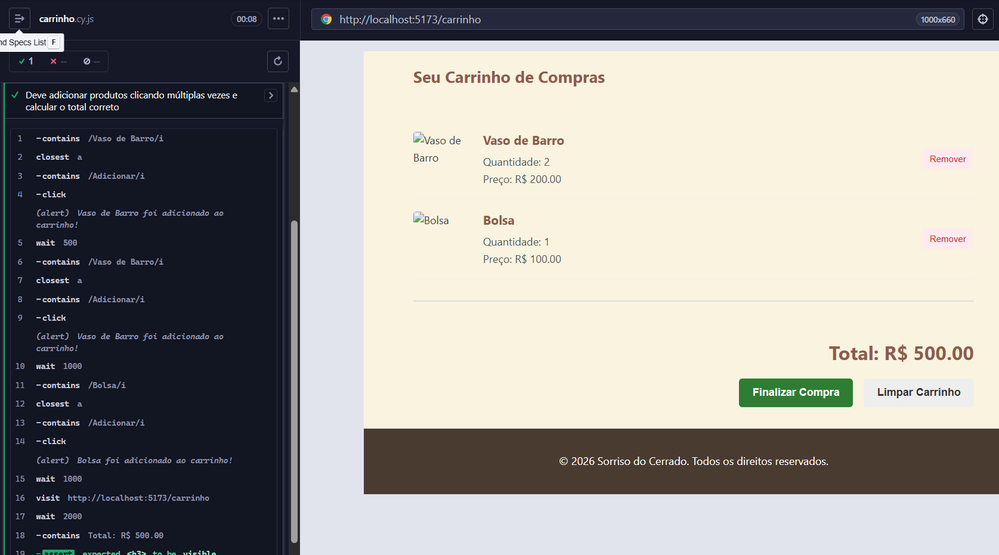 carrinho.cy.js
00:08
http://localhost:5173/carrinho
1000x660
nd Specs List F
1 -- --
Deve adicionar produtos clicando múltiplas vezes e
calcular o total correto
1 -contains /Vaso de Barro/i
2 closest a
3 -contains /Adicionar/i
4 -click
(alert) Vaso de Barro foi adicionado ao
carrinho!
5 wait 500
6 -contains /Vaso de Barro/i
7 closest a
8 -contains /Adicionar/i
9 -click
(alert) Vaso de Barro foi adicionado ao
carrinho!
10 wait 1000
11 -contains /Bolsa/i
12 closest a
13 -contains /Adicionar/i
14 -click
(alert) Bolsa foi adicionado ao carrinho!
15 wait 1000
16 visit http://localhost:5173/carrinho
17 wait 2000
18 -contains Total: R$ 500.00
19 -assert expected <h3> to be visible
Seu Carrinho de Compras
Vaso de
Barro
Vaso de Barro
Quantidade: 2
Preço: R$ 200.00
Remover
Bolsa
Bolsa
Quantidade: 1
Preço: R$ 100.00
Remover
Total: R$ 500.00
Finalizar Compra
Limpar Carrinho
© 2026 Sorriso do Cerrado. Todos os direitos reservados.